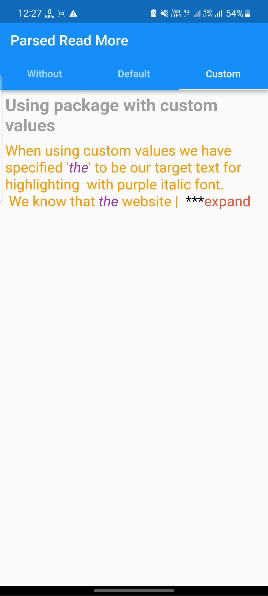 12:27
54%
Parsed Read More
Without Default Custom
Using package with custom
values
When using custom values we have
specified 'the' to be our target text for
highlighting with purple italic font.
We know that the website | ***expand